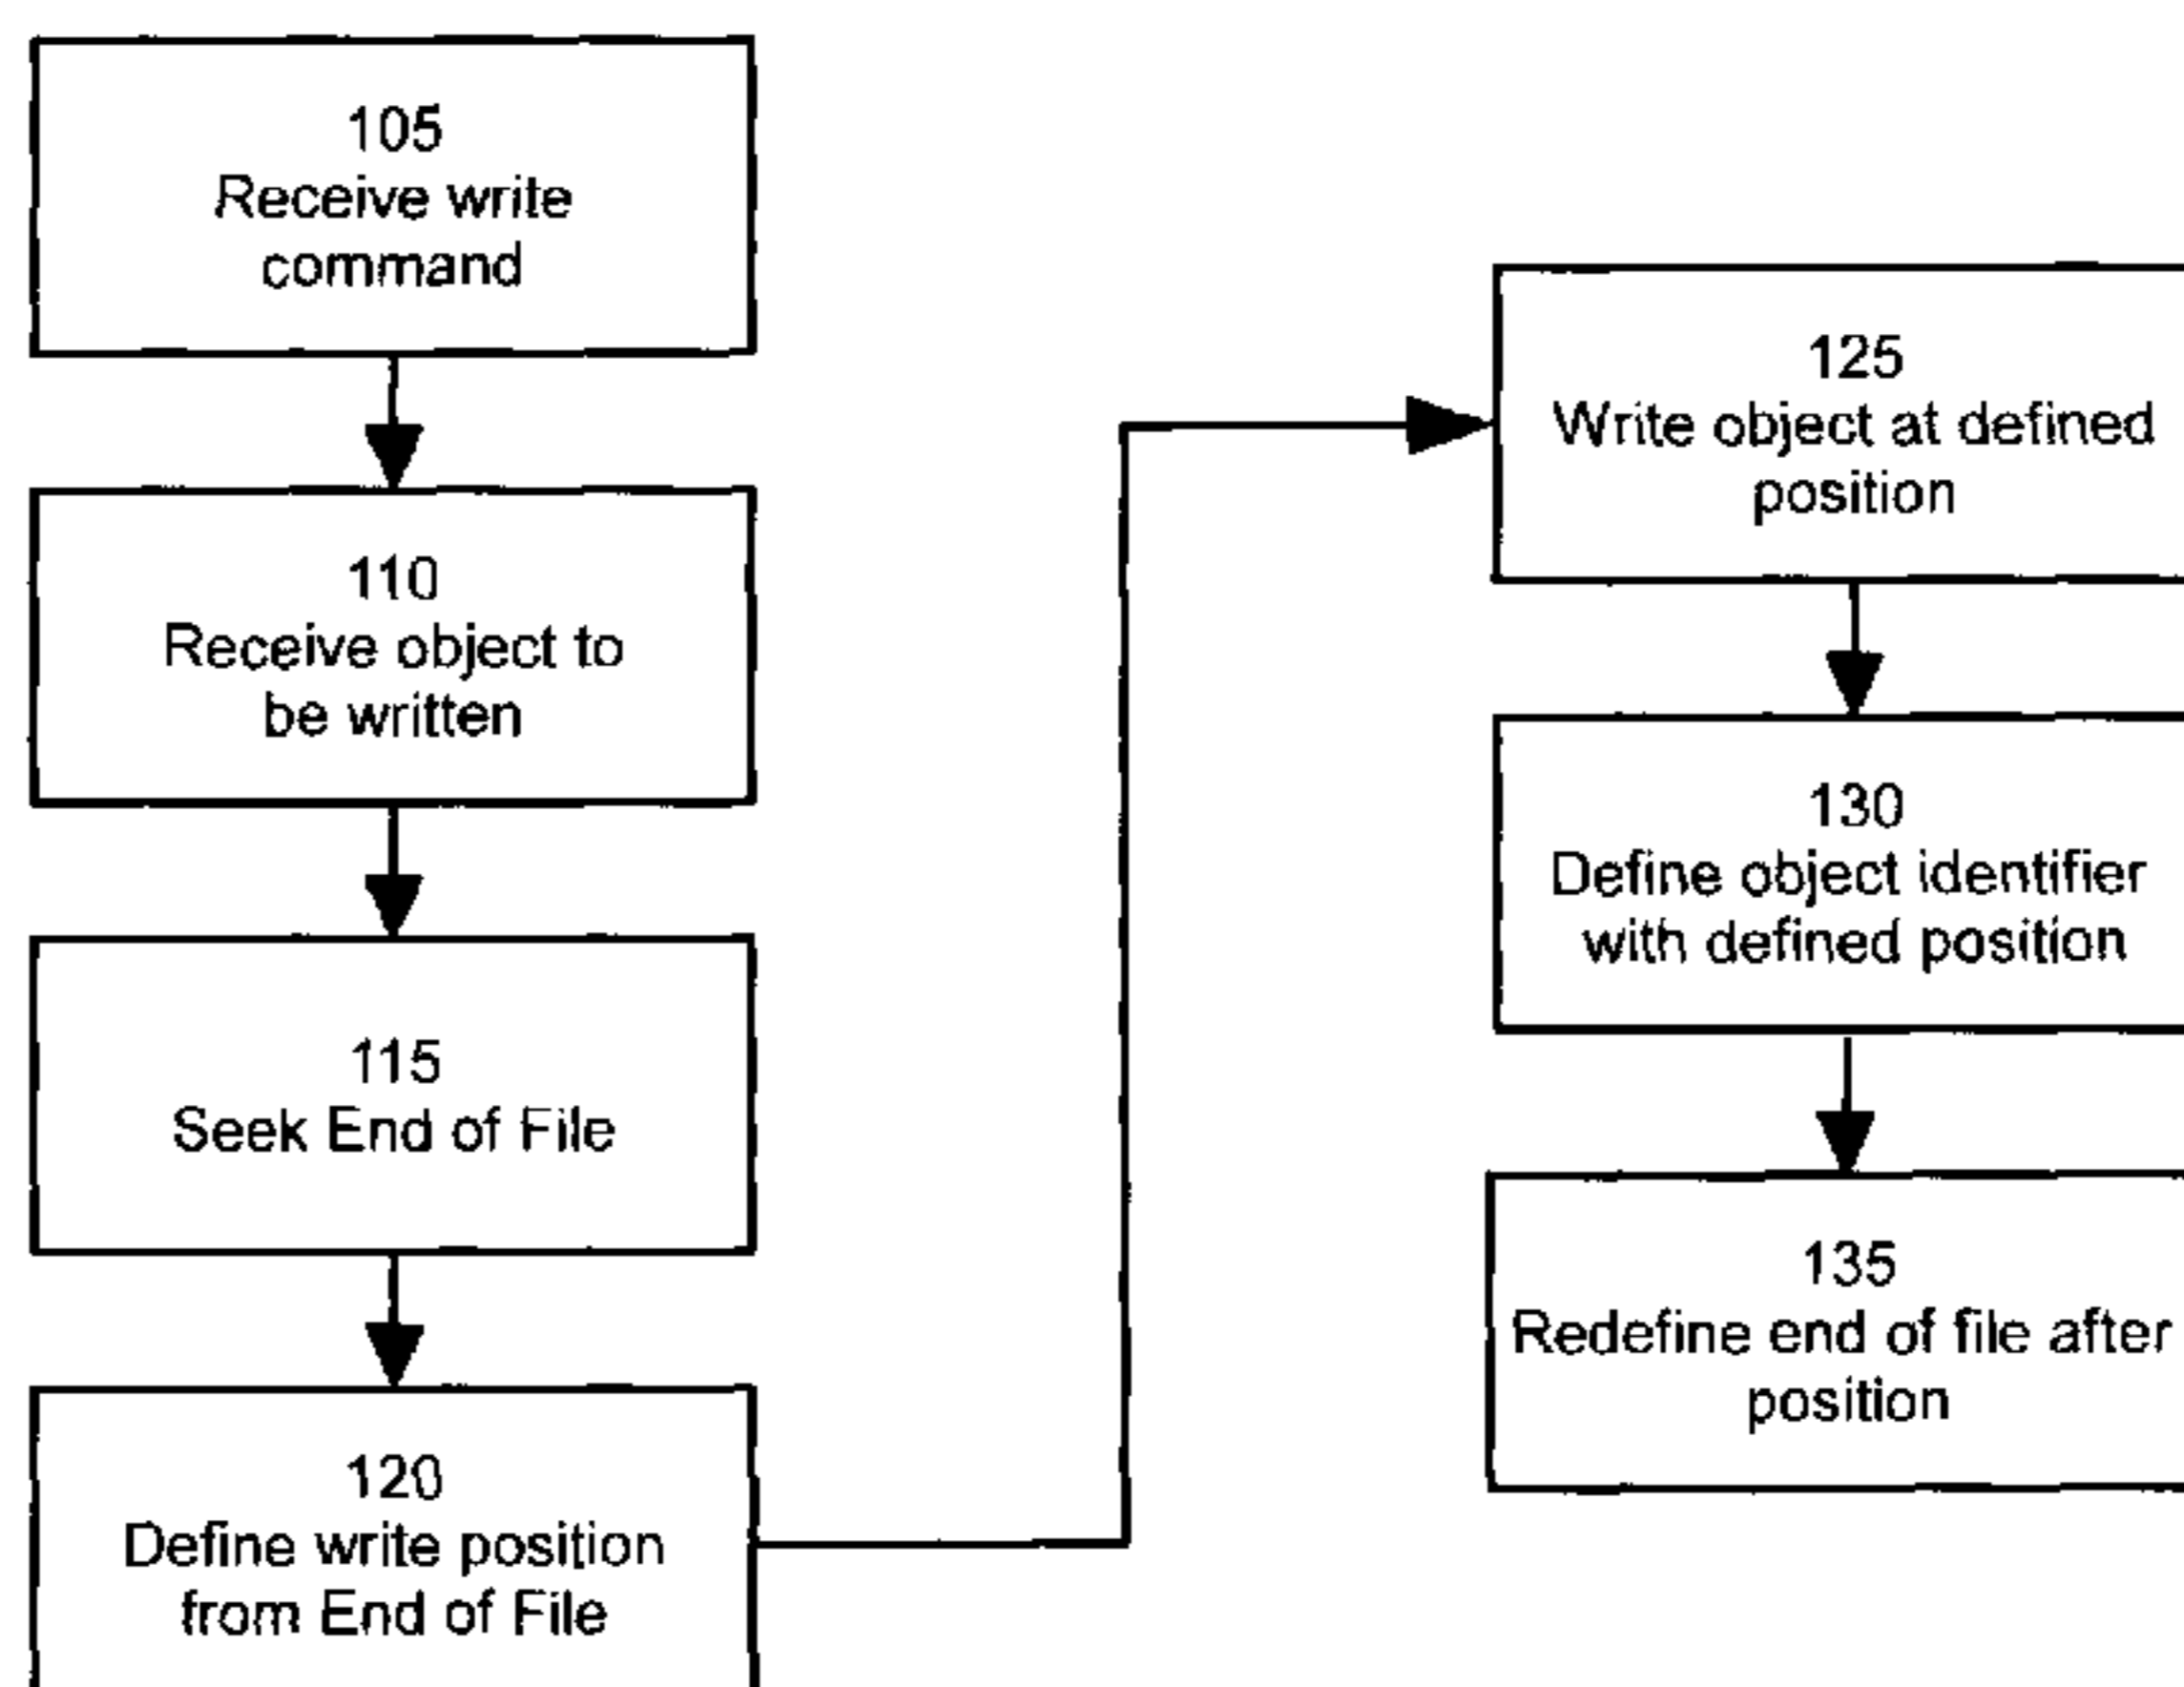 105
Receive write
command
110
Receive object to
be written
115
Seek End of File
120
Define write position
from End of File
125
Write object at defined
position
130
Define object identifier
with defined position
135
Redefine end of file after
position